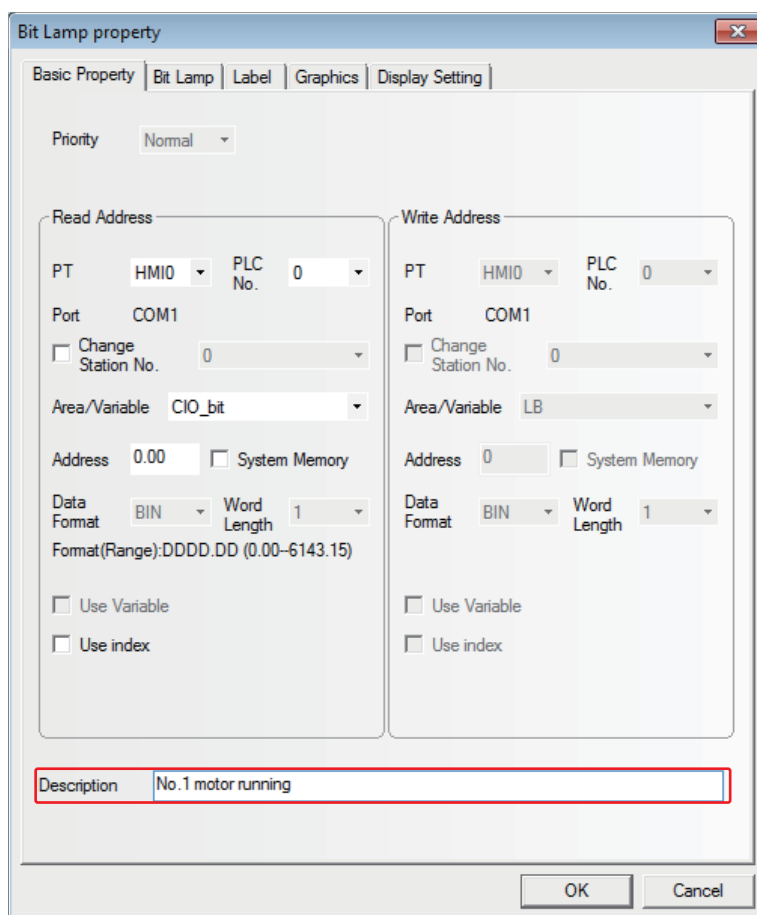 Bit Lamp property
Basic Property Bit Lamp Label Graphics Display Setting
Priority Normal
Read Address
PT HMI0 PLC No. 0
Port COM1
Change Station No. 0
Area/Variable CIO_bit
Address 0.00 System Memory
Data Format BIN Word Length 1
Format(Range):DDDD.DD (0.00--6143.15)
Use Variable
Use index
Write Address
PT HMI0 PLC No. 0
Port COM1
Change Station No. 0
Area/Variable LB
Address 0 System Memory
Data Format BIN Word Length 1
Use Variable
Use index
Description No.1 motor running
OK Cancel